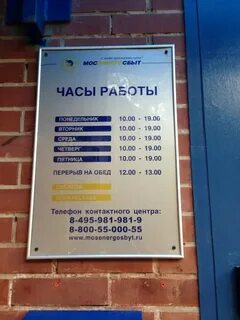 МОСЭНЕРГОСБЫТ
ЧАСЫ РАБОТЫ
ПОНЕДЕЛЬНИК 10.00 - 19.00
ВТОРНИК 10.00 - 19.00
СРЕДА 10.00 - 19.00
ЧЕТВЕРГ 10.00 - 19.00
ПЯТНИЦА 10.00 - 19.00
ПЕРЕРЫВ НА ОБЕД 12.00 - 13.00
СУББОТА
ВОСКРЕСЕНЬЕ
Телефон контактного центра:
8-495-981-981-9
8-800-55-000-55
www.mosenergosbyt.ru